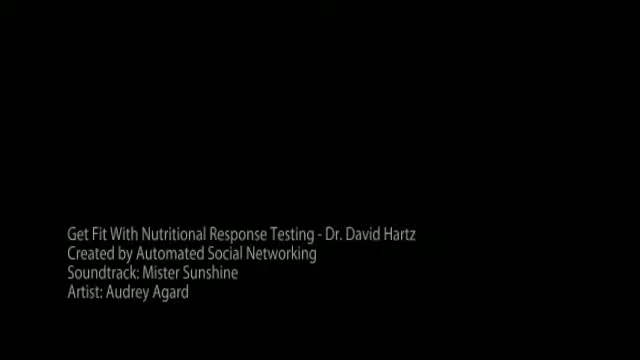 Get Fit With Nutritional Response Testing - Dr. David Hartz
Created by Automated Social Networking
Soundtrack: Mister Sunshine
Artist: Audrey Agard